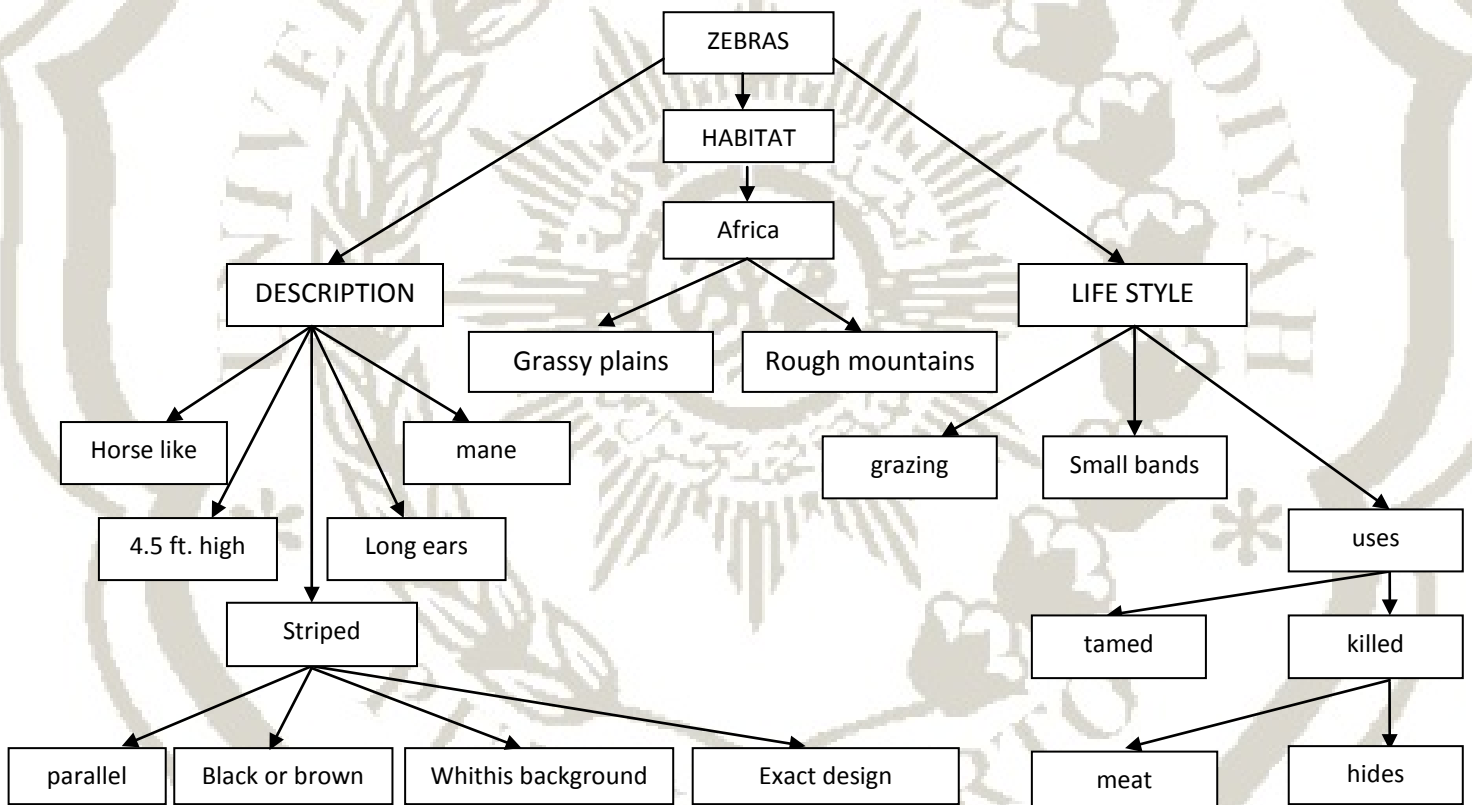 ZEBRAS
HABITAT
Africa
DESCRIPTION
LIFE STYLE
Grassy plains
Rough mountains
Horse like
mane
grazing
Small bands
4.5 ft. high
Long ears
uses
Striped
tamed
killed
parallel
Black or brown
Whithis background
Exact design
meat
hides